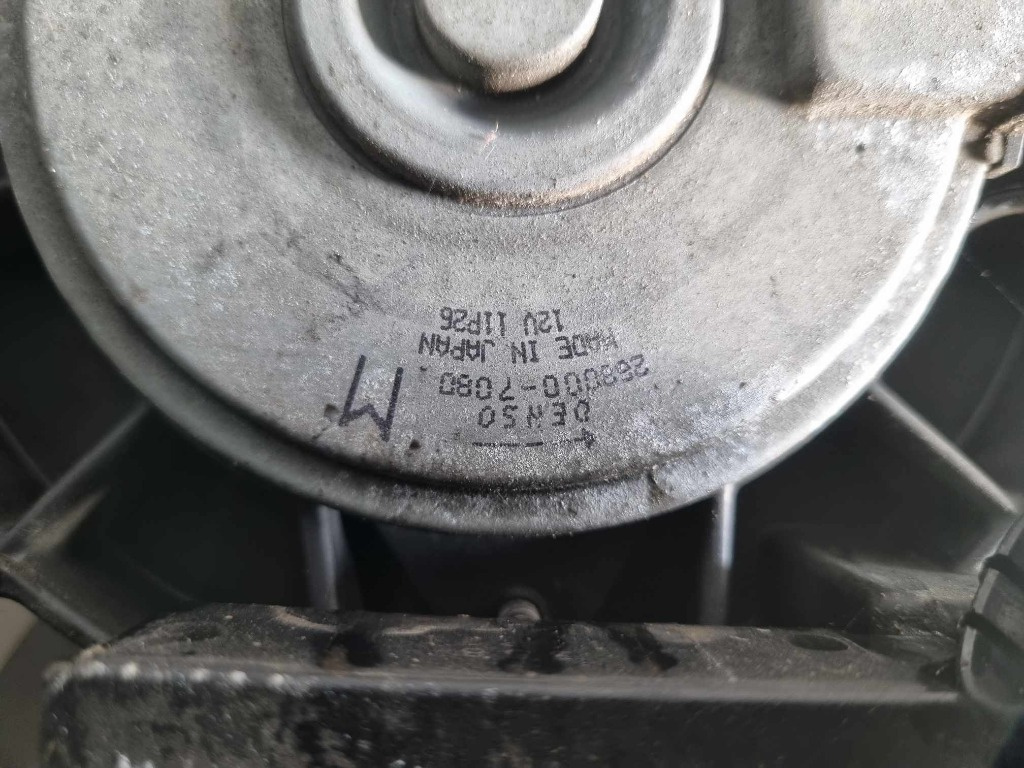 DENSO
268000-7080
MADE IN JAPAN
12V 11P26
M